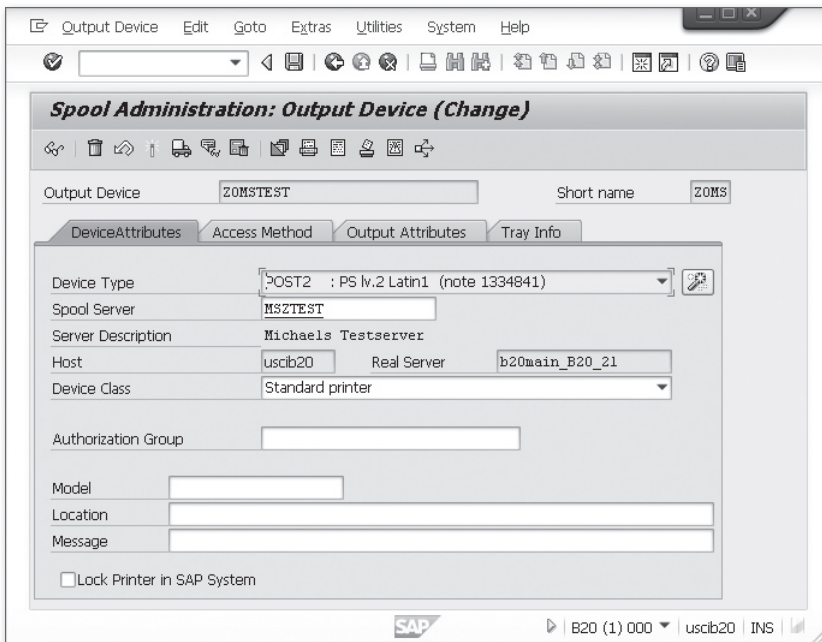 Output Device Edit Goto Extras Utilities System Help
Spool Administration: Output Device (Change)
Output Device ZOMSTEST Short name ZOMS
DeviceAttributes Access Method Output Attributes Tray Info
Device Type POST2 : PS lv.2 Latin1 (note 1334841)
Spool Server MSZTEST
Server Description Michaels Testserver
Host uscib20 Real Server b20main_B20_21
Device Class Standard printer
Authorization Group
Model
Location
Message
Lock Printer in SAP System
SAP B20 (1) 000 uscib20 INS